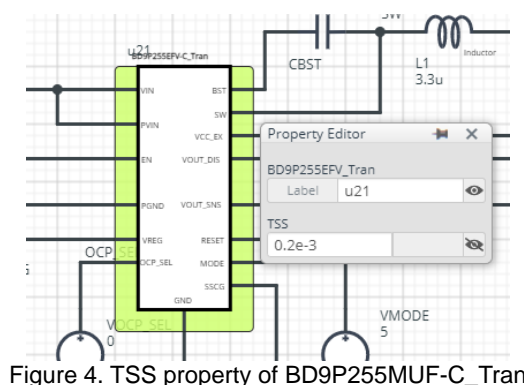 SW
u21
BD9P255EFV-C_Tran
Inductor
CBST
L1
3.3u
VIN
BST
SW
PVIN
VCC_EX
EN
VOUT_DIS
PGND
VOUT_SNS
VREG
RESET
OCP_SEL
OCP_SEL
MODE
SSCG
GND
Property Editor
BD9P255EFV_Tran
Label u21
TSS
0.2e-3
VOCP_SEL
0
VMODE
5
Figure 4. TSS property of BD9P255MUF-C_Tran